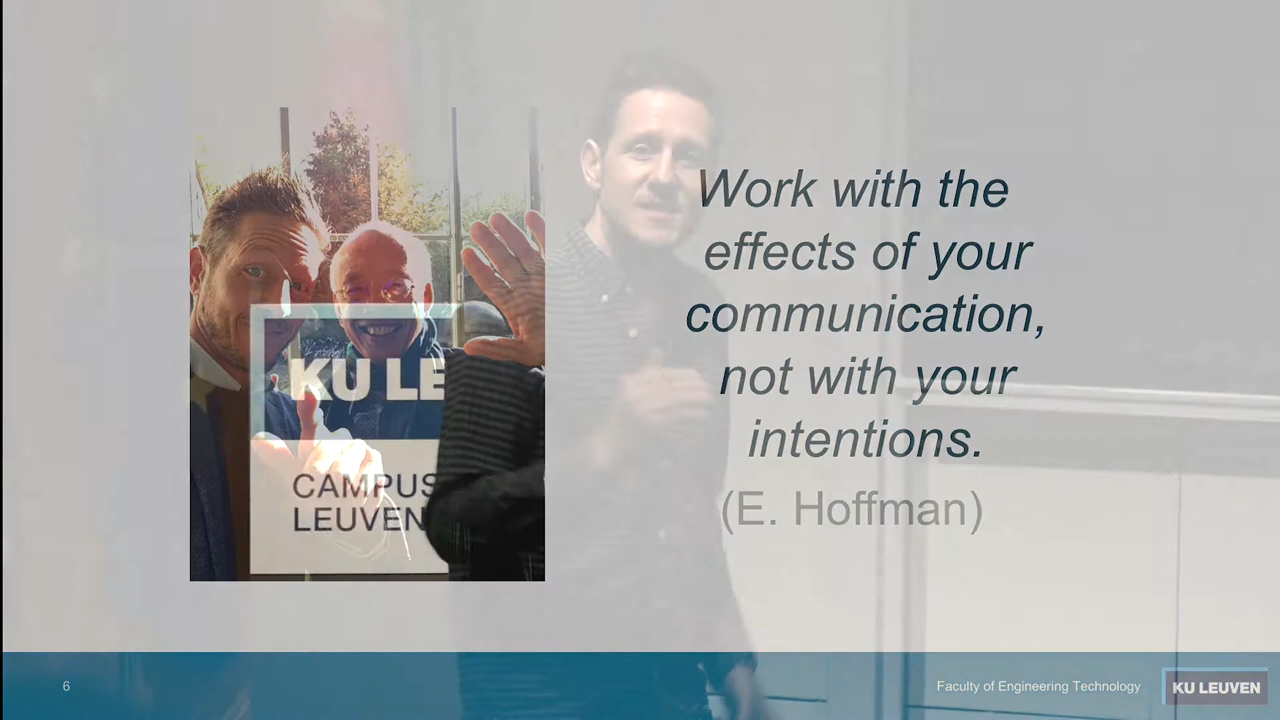 Work with the
effects of your
communication,
not with your
intentions.
(E. Hoffman)
KU LE
CAMPUS
LEUVEN
6
Faculty of Engineering Technology
KU LEUVEN